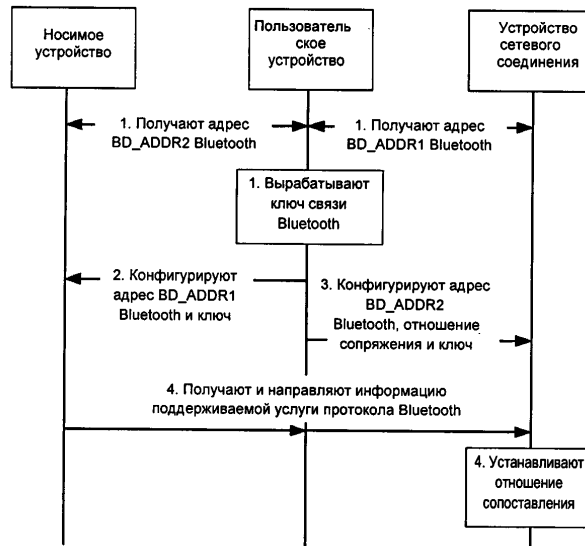 Носимое
устройство
Пользователь
ское
устройство
Устройство
сетевого
соединения
1. Получают адрес
BD_ADDR2 Bluetooth
1. Получают адрес
BD_ADDR1 Bluetooth
1. Вырабатывают
ключ связи
Bluetooth
2. Конфигурируют
адрес BD_ADDR1
Bluetooth и ключ
3. Конфигурируют адрес
BD_ADDR2
Bluetooth, отношение
сопряжения и ключ
4. Получают и направляют информацию
поддерживаемой услуги протокола Bluetooth
4. Устанавливают
отношение
сопоставления